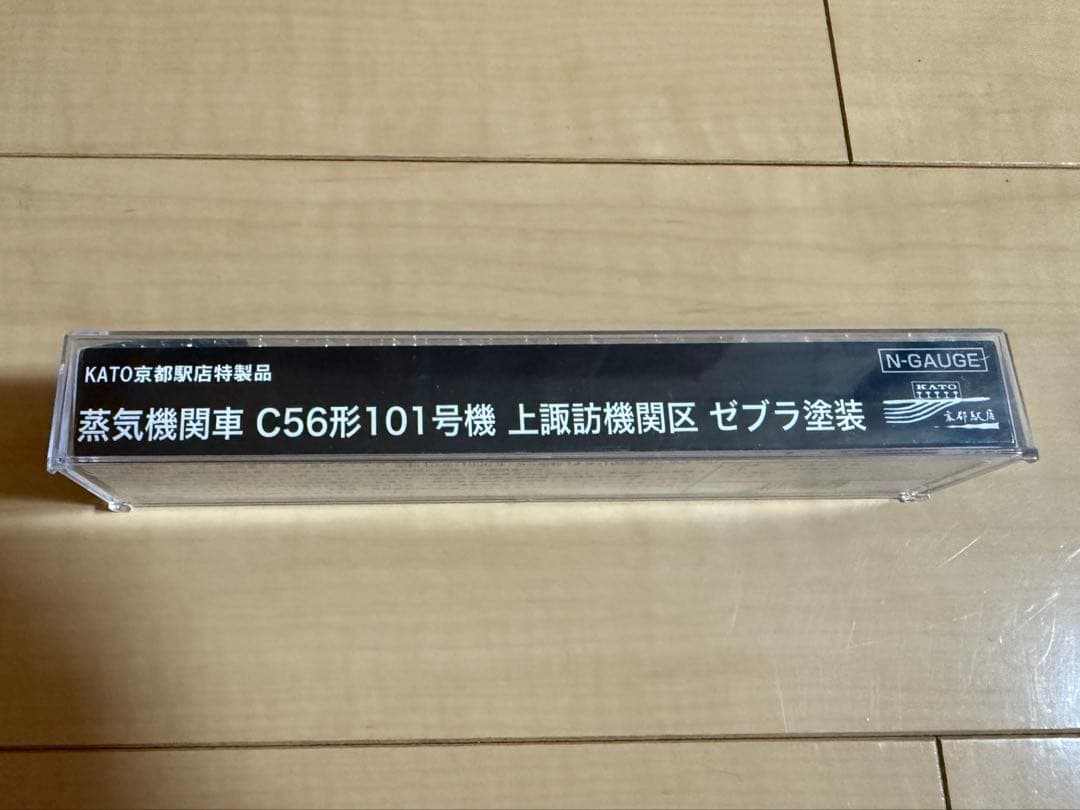 KATO京都駅店特製品
N-GAUGE
蒸気機関車 C56形101号機 上諏訪機関区 ゼブラ塗装
KATO
京都駅店